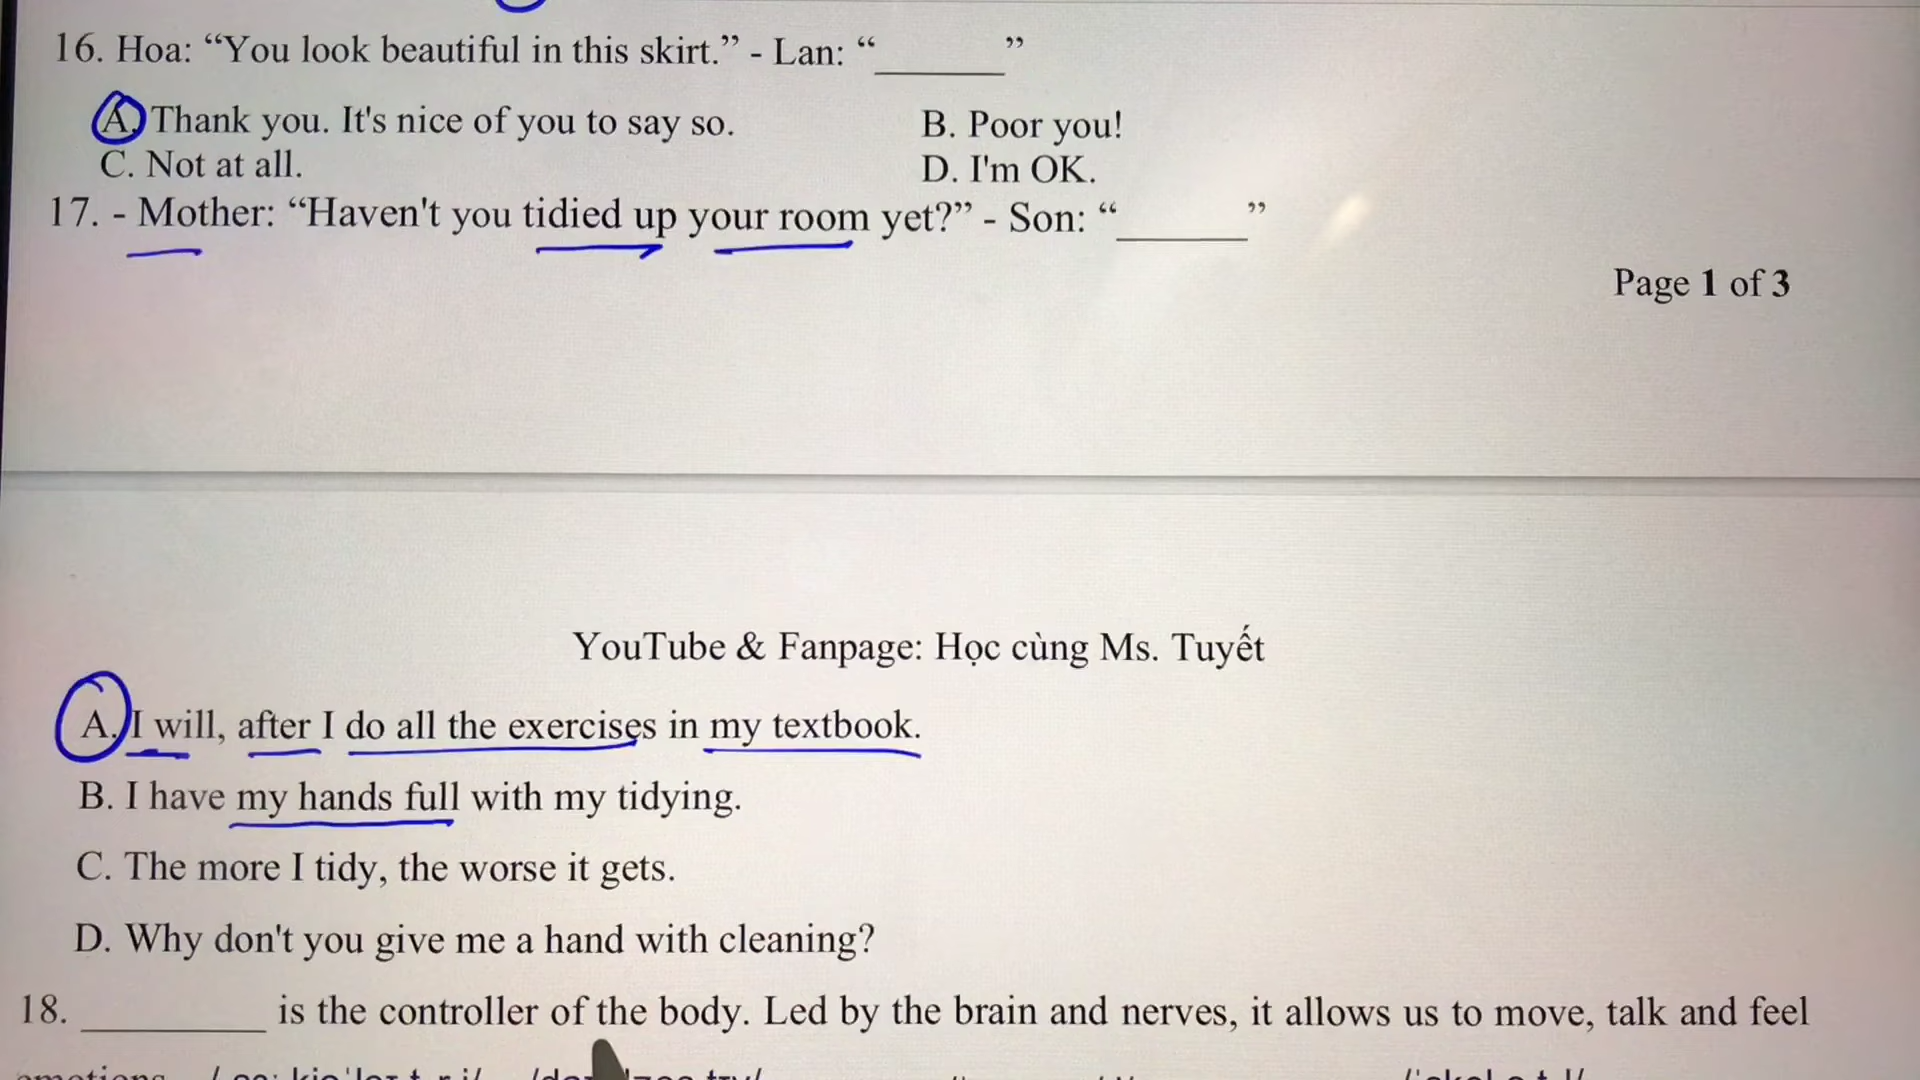 16. Hoa: “You look beautiful in this skirt.” - Lan: “_______”
A. Thank you. It's nice of you to say so. B. Poor you!
C. Not at all. D. I'm OK.
17. - Mother: “Haven't you tidied up your room yet?” - Son: “_______”
Page 1 of 3
YouTube & Fanpage: Học cùng Ms. Tuyết
A. I will, after I do all the exercises in my textbook.
B. I have my hands full with my tidying.
C. The more I tidy, the worse it gets.
D. Why don't you give me a hand with cleaning?
18. __________ is the controller of the body. Led by the brain and nerves, it allows us to move, talk and feel
emotions